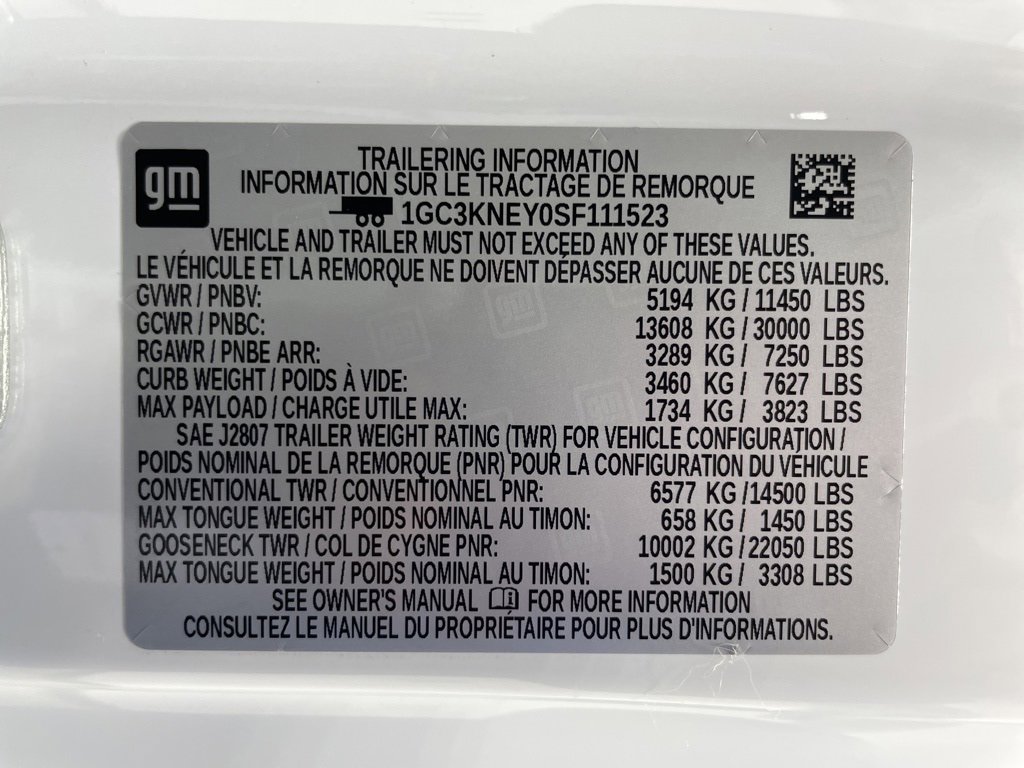 gm
TRAILERING INFORMATION
INFORMATION SUR LE TRACTAGE DE REMORQUE
1GC3KNEY0SF111523
VEHICLE AND TRAILER MUST NOT EXCEED ANY OF THESE VALUES.
LE VÉHICULE ET LA REMORQUE NE DOIVENT DÉPASSER AUCUNE DE CES VALEURS.
GVWR / PNBV: 5194 KG / 11450 LBS
GCWR / PNBC: 13608 KG / 30000 LBS
RGAWR / PNBE ARR: 3289 KG / 7250 LBS
CURB WEIGHT / POIDS À VIDE: 3460 KG / 7627 LBS
MAX PAYLOAD / CHARGE UTILE MAX: 1734 KG / 3823 LBS
SAE J2807 TRAILER WEIGHT RATING (TWR) FOR VEHICLE CONFIGURATION /
POIDS NOMINAL DE LA REMORQUE (PNR) POUR LA CONFIGURATION DU VÉHICULE
CONVENTIONAL TWR / CONVENTIONNEL PNR: 6577 KG / 14500 LBS
MAX TONGUE WEIGHT / POIDS NOMINAL AU TIMON: 658 KG / 1450 LBS
GOOSENECK TWR / COL DE CYGNE PNR: 10002 KG / 22050 LBS
MAX TONGUE WEIGHT / POIDS NOMINAL AU TIMON: 1500 KG / 3308 LBS
SEE OWNER'S MANUAL FOR MORE INFORMATION
CONSULTEZ LE MANUEL DU PROPRIÉTAIRE POUR PLUS D'INFORMATIONS.